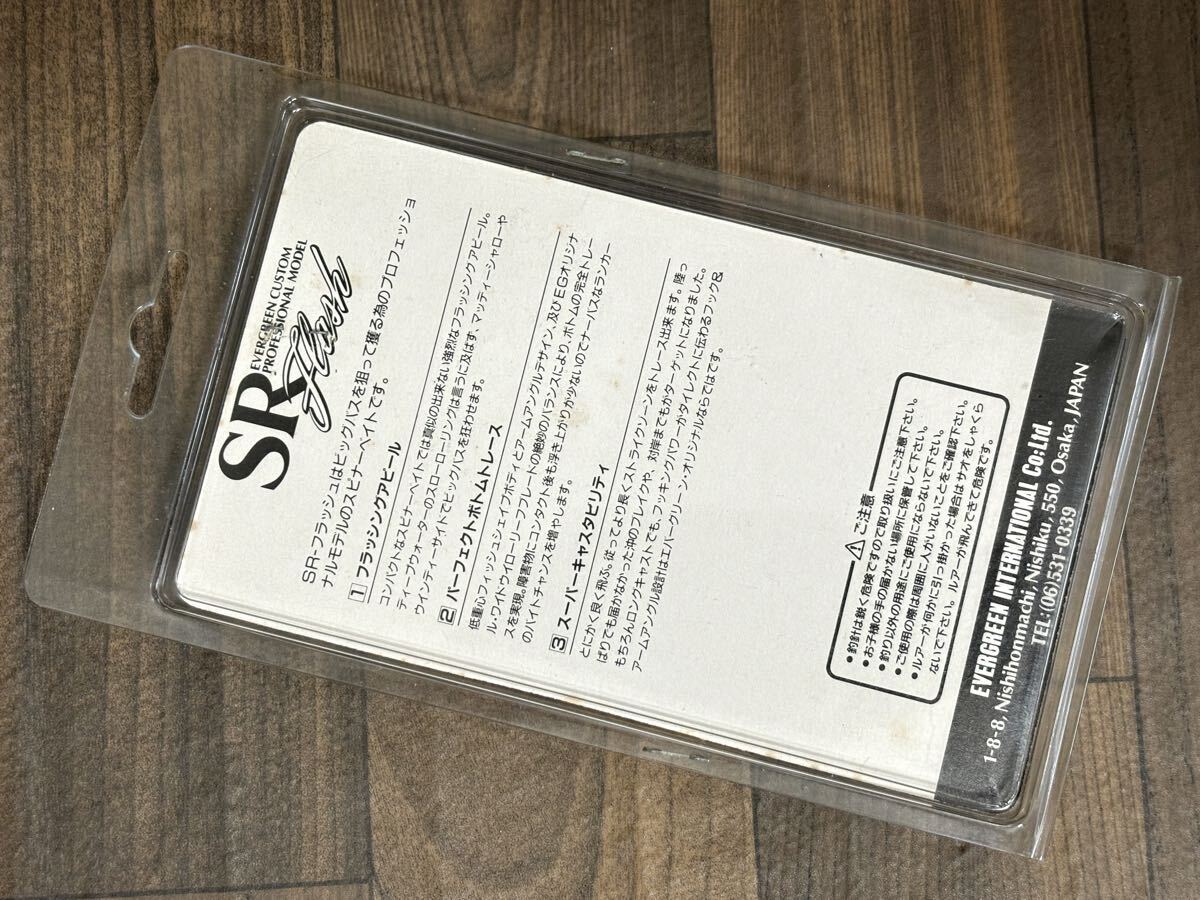 SR
EVERGREEN CUSTOM
PROFESSIONAL MODEL
flash
SR-フラッシュはビッグバスを狙って獲る為のプロフェッショ
ナルモデルのスピナーベイトです。
1 フラッシングアピール
コンパクトなスピナーベイトでは真似の出来ない強烈なフラッシングアピール。
ディープウォーターのスローローリングは言うに及ばず、マッディーシャローや
ウィンディーサイドでビッグバスを狂わせます。
2 パーフェクトボトムトレース
低重心フィッシュシェイプボディとアームアングルデザイン、及びEGオリジナ
ル・ワイドウィローリーフブレードの絶妙のバランスにより、ボトムの完全トレー
スを実現。障害物にコンタクト後も浮き上がりが少ないのでナーバスなランカー
のバイトチャンスを増やします。
3 スーパーキャスタビリティ
とにかく良く飛ぶ。従ってより長くストライクゾーンをトレース出来ます。陸っ
ぱりでも届かなかった沖のブレイクや、対岸までもがターゲットになりました。
もちろんロングキャストでも、フッキングパワーがダイレクトに伝わるフック&
アームアングル設計はエバーグリーン・オリジナルならではです。
⚠ ご注意
•釣針は鋭く危険ですので取り扱いにご注意下さい。
•お子様の手の届かない場所に保管して下さい。
•釣り以外の用途にご使用にならないで下さい。
•ご使用の際は周囲に人がいないことをご確認下さい。
•ルアーが何かに引っ掛かった場合はサオをしゃくら
ないで下さい。ルアーが飛んできて危険です。
EVERGREEN INTERNATIONAL Co:Ltd.
1-8-8, Nishihonmachi, Nishiku, 550, Osaka, JAPAN
TEL:(06)531-0339